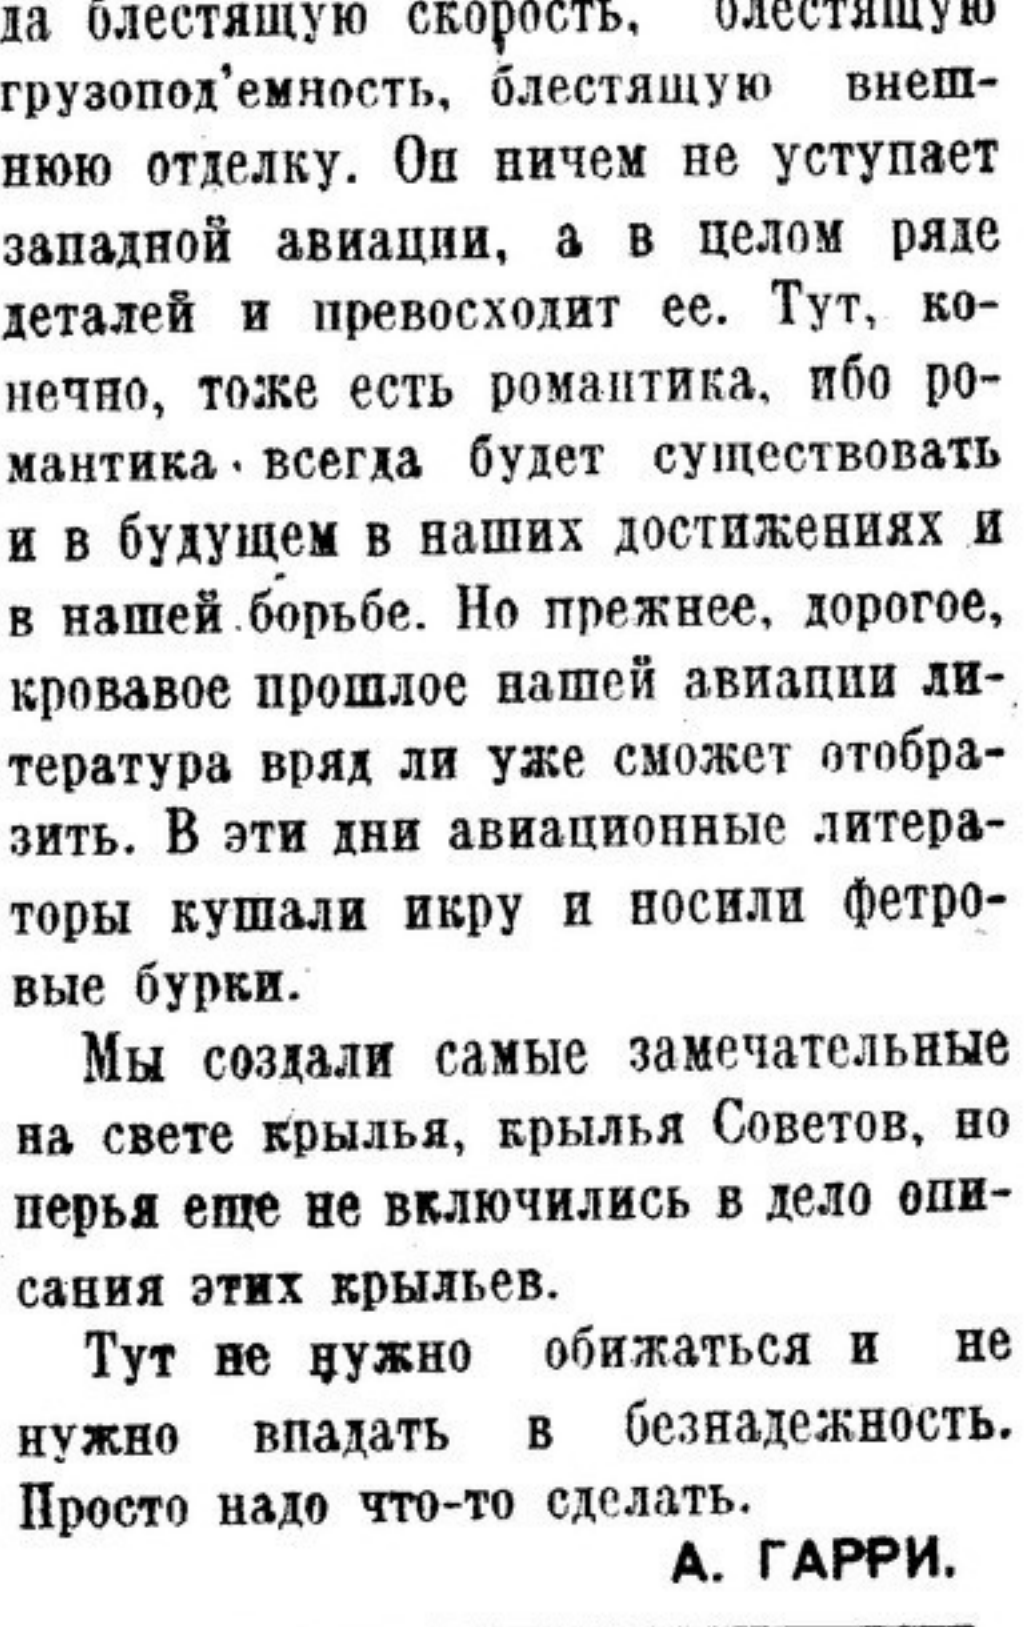 да блестящую скорость, блестящую
грузопод'емность, блестящую внеш-
нюю отделку. Он ничем не уступает
западной авиации, а в целом ряде
деталей и превосходит ее. Тут, ко-
нечно, тоже есть романтика, ибо ро-
мантика всегда будет существовать
и в будущем в наших достижениях и
в нашей борьбе. Но прежнее, дорогое,
кровавое прошлое нашей авиации ли-
тература вряд ли уже сможет отобра-
зить. В эти дни авиационные литера-
торы кушали икру и носили фетро-
вые бурки.
Мы создали самые замечательные
на свете крылья, крылья Советов, но
перья еще не включились в дело опи-
сания этих крыльев.
Тут не нужно обижаться и не
нужно впадать в безнадежность.
Просто надо что-то сделать.
А. ГАРРИ.